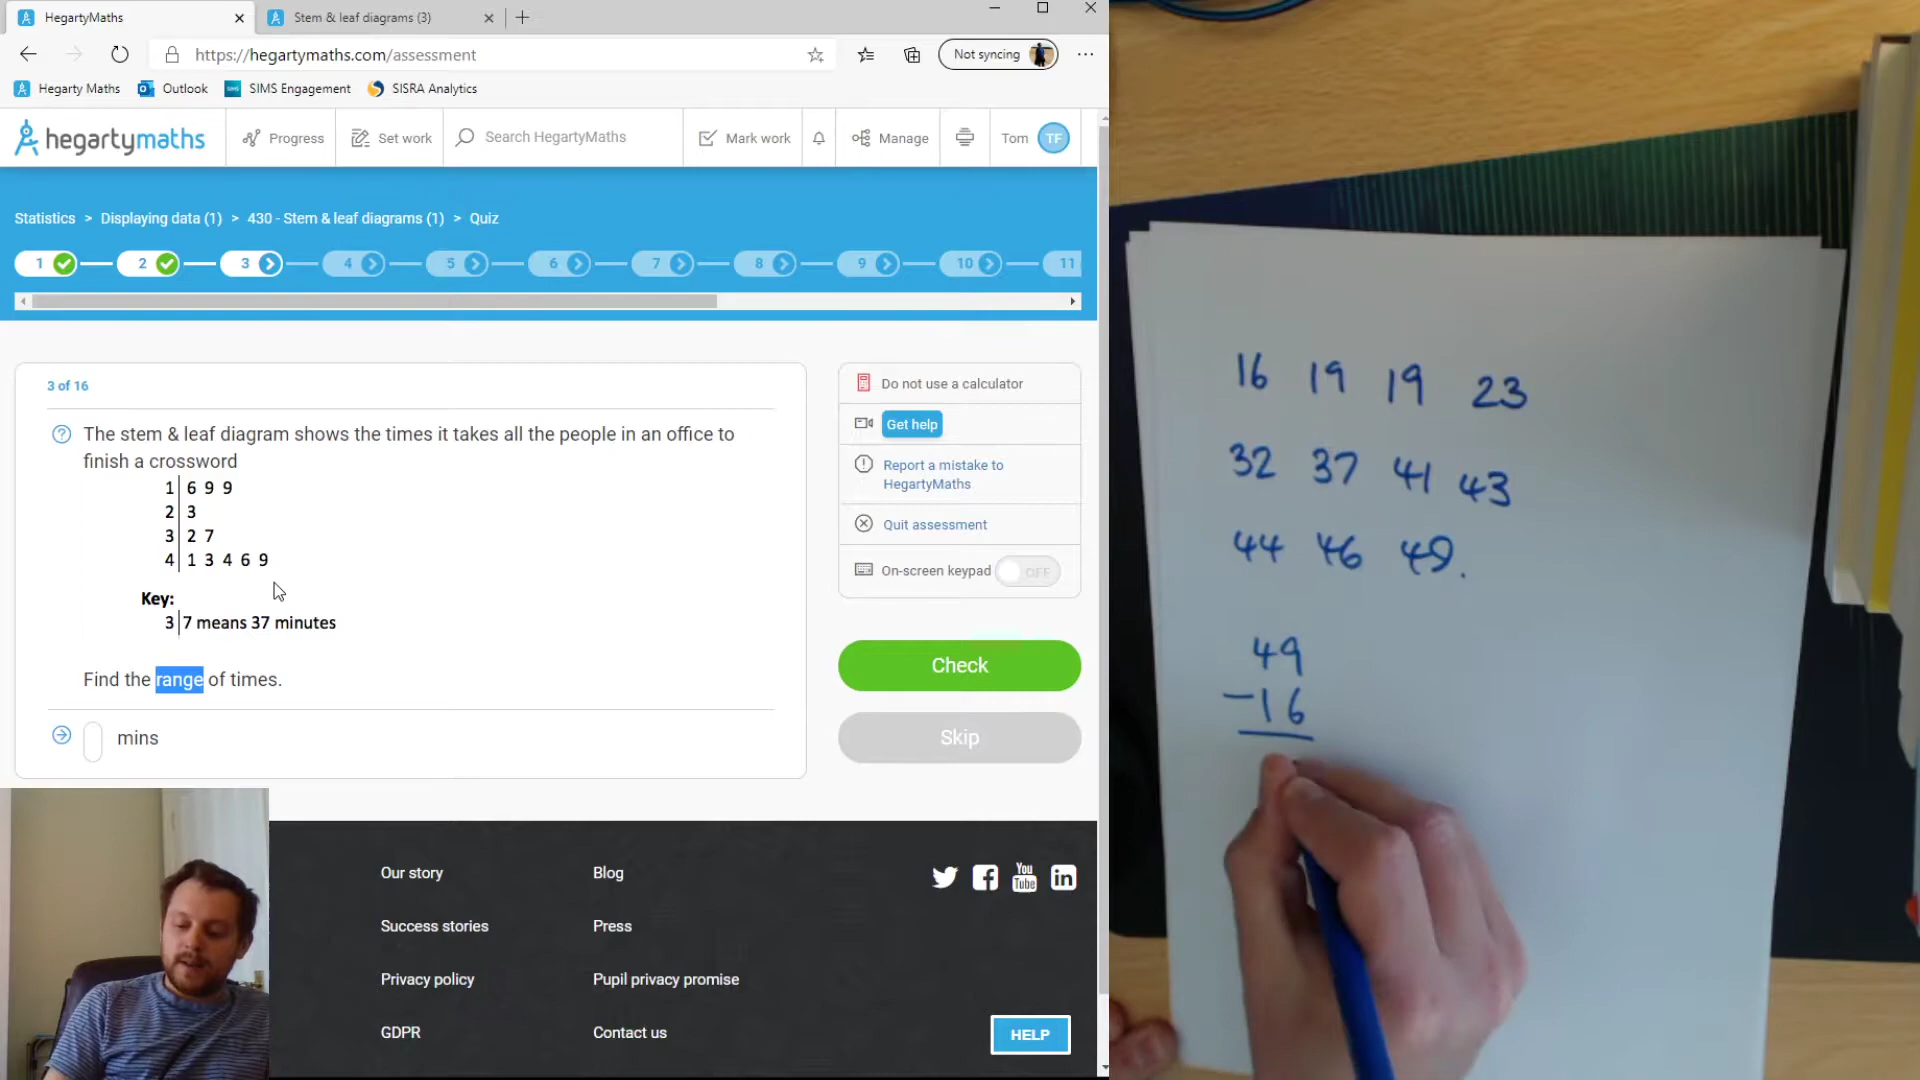 HegartyMaths
Stem & leaf diagrams (3)
https://hegartymaths.com/assessment
Not syncing
Hegarty Maths
Outlook
SIMS Engagement
SISRA Analytics
hegartymaths
Progress
Set work
Search HegartyMaths
Mark work
Manage
Tom
TF
Statistics > Displaying data (1) > 430 - Stem & leaf diagrams (1) > Quiz
1 2 3 4 5 6 7 8 9 10 11
3 of 16
The stem & leaf diagram shows the times it takes all the people in an office to
finish a crossword
1 | 6 9 9
2 | 3
3 | 2 7
4 | 1 3 4 6 9
Key:
3 | 7 means 37 minutes
Find the range of times.
mins
Do not use a calculator
Get help
Report a mistake to
HegartyMaths
Quit assessment
On-screen keypad OFF
Check
Skip
Our story
Success stories
Privacy policy
GDPR
Blog
Press
Pupil privacy promise
Contact us
You
Tube
in
HELP
16 19 19 23
32 37 41 43
44 46 49.
49
-16